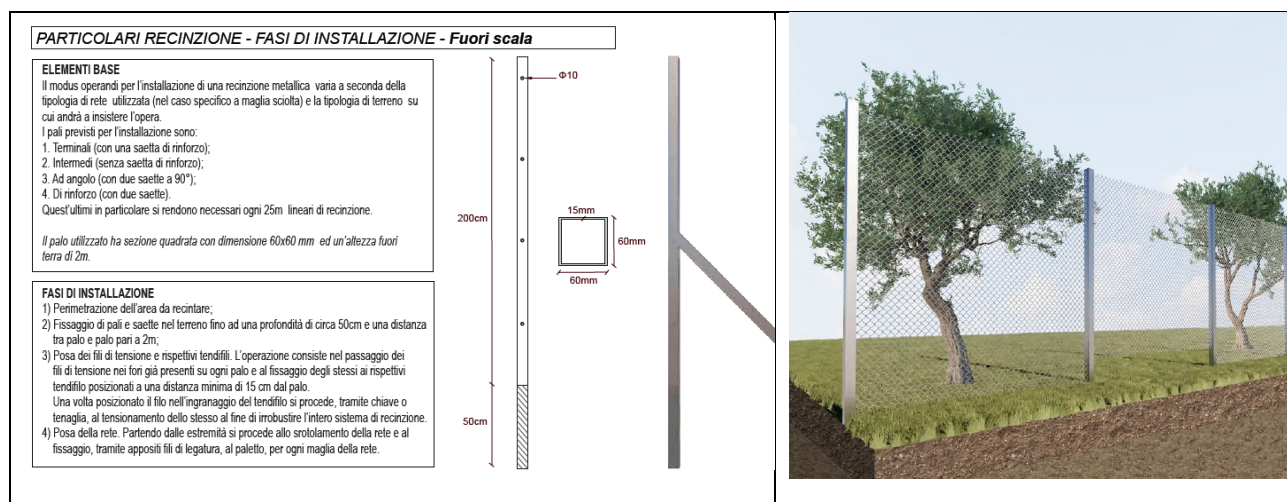 PARTICOLARI RECINZIONE - FASI DI INSTALLAZIONE - Fuori scala
ELEMENTI BASE
Il modus operandi per l'installazione di una recinzione metallica varia a seconda della
tipologia di rete utilizzata (nel caso specifico a maglia sciolta) e la tipologia di terreno su
cui andrà a insistere l'opera.
I pali previsti per l'installazione sono:
1. Terminali (con una saetta di rinforzo);
2. Intermedi (senza saetta di rinforzo);
3. Ad angolo (con due saette a 90°);
4. Di rinforzo (con due saette).
Quest'ultimi in particolare si rendono necessari ogni 25m lineari di recinzione.
Il palo utilizzato ha sezione quadrata con dimensione 60x60 mm ed un'altezza fuori
terra di 2m.
FASI DI INSTALLAZIONE
1) Perimetrazione dell'area da recintare;
2) Fissaggio di pali e saette nel terreno fino ad una profondità di circa 50cm e una distanza
tra palo e palo pari a 2m;
3) Posa dei fili di tensione e rispettivi tendifili. L'operazione consiste nel passaggio dei
fili di tensione nei fori già presenti su ogni palo e al fissaggio degli stessi ai rispettivi
tendifilo posizionati a una distanza minima di 15 cm dal palo.
Una volta posizionato il filo nell'ingranaggio del tendifilo si procede, tramite chiave o
tenaglia, al tensionamento dello stesso al fine di irrobustire l'intero sistema di recinzione.
4) Posa della rete. Partendo dalle estremità si procede allo srotolamento della rete e al
fissaggio, tramite appositi fili di legatura, al paletto, per ogni maglia della rete.
Φ10
200cm
50cm
15mm
60mm
60mm